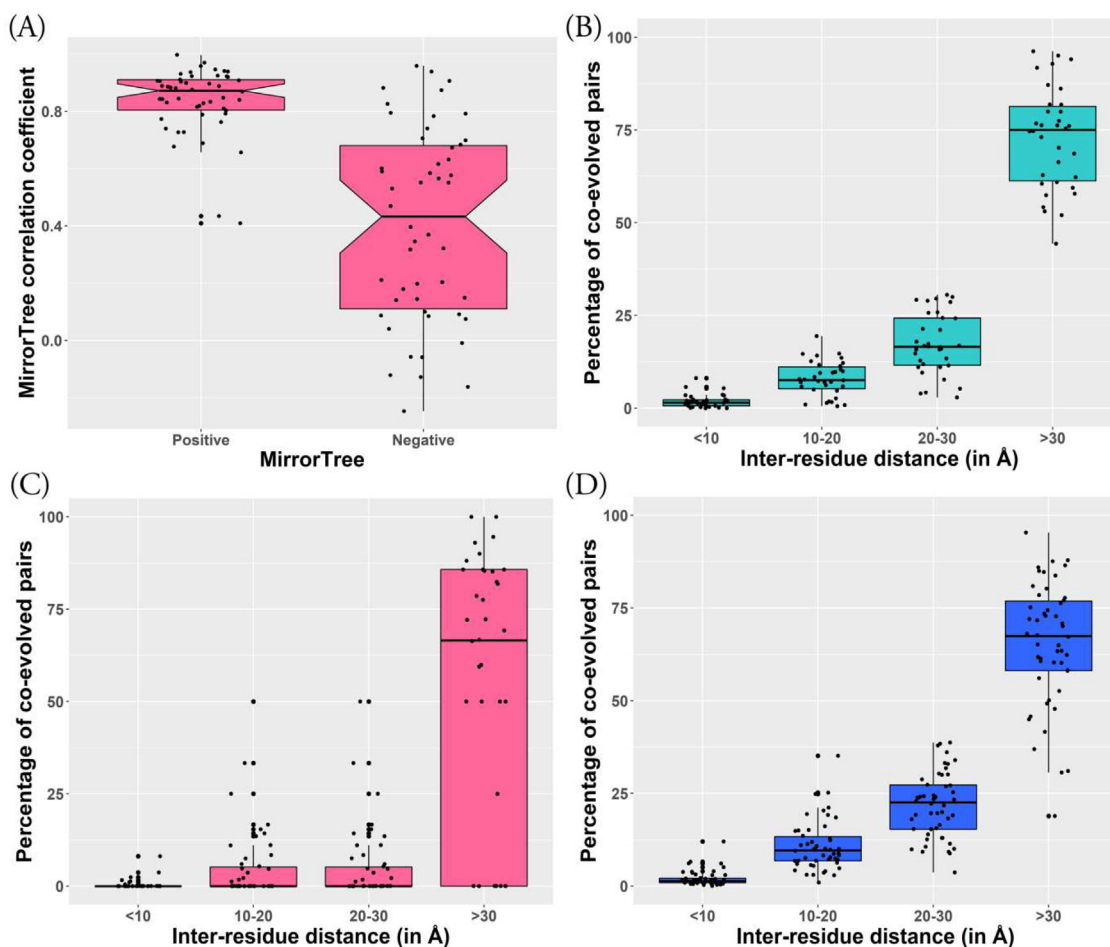 (A)
MirrorTree correlation coefficient
0.8
0.4
0.0
Positive
Negative
MirrorTree
(B)
Percentage of co-evolved pairs
100
75
50
25
0
<10
10-20
20-30
>30
Inter-residue distance (in Å)
(C)
Percentage of co-evolved pairs
100
75
50
25
0
<10
10-20
20-30
>30
Inter-residue distance (in Å)
(D)
Percentage of co-evolved pairs
100
75
50
25
0
<10
10-20
20-30
>30
Inter-residue distance (in Å)